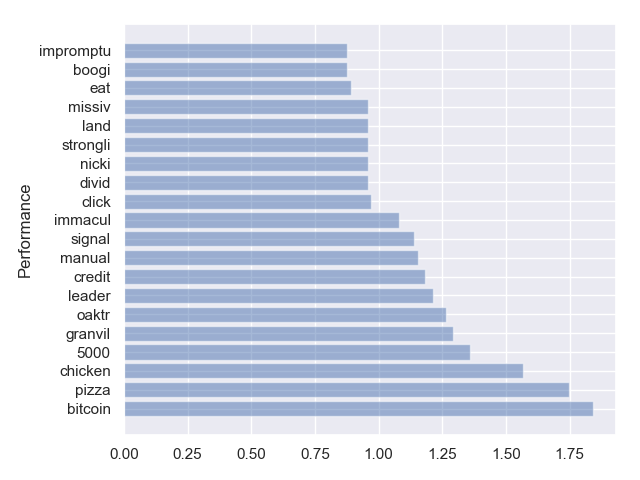 impromptu
boogi
eat
missiv
land
strongli
nicki
divid
click
immacul
signal
manual
credit
leader
oaktr
granvil
5000
chicken
pizza
bitcoin
Performance
0.00 0.25 0.50 0.75 1.00 1.25 1.50 1.75